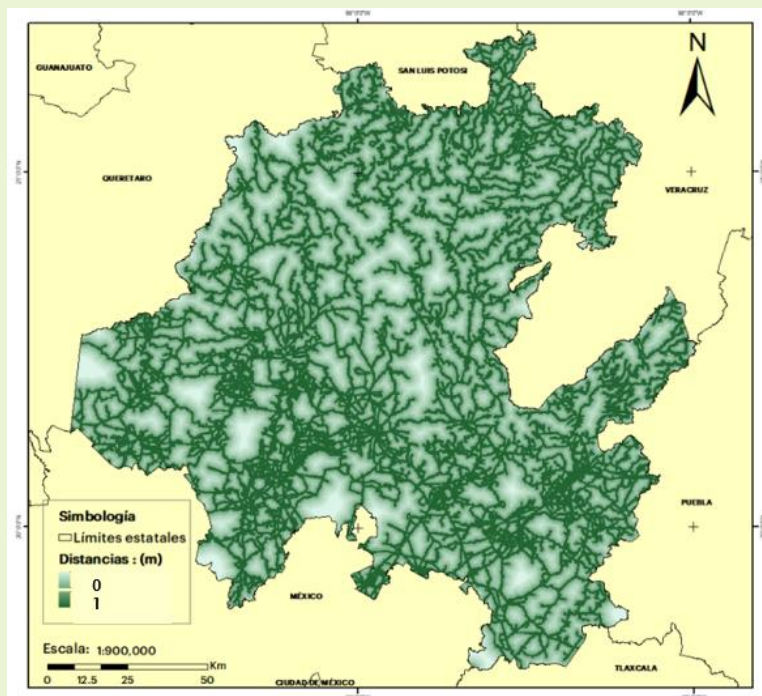 GUANAJUATO
SAN LUIS POTOSI
N
QUERETARO
VERACRUZ
PUEBLA
Simbología
Límites estatales
Distancias : (m)
0
1
MÉXICO
Escala: 1:900,000
Km
0 12.5 25 50
CIUDAD DE MÉXICO
TLAXCALA